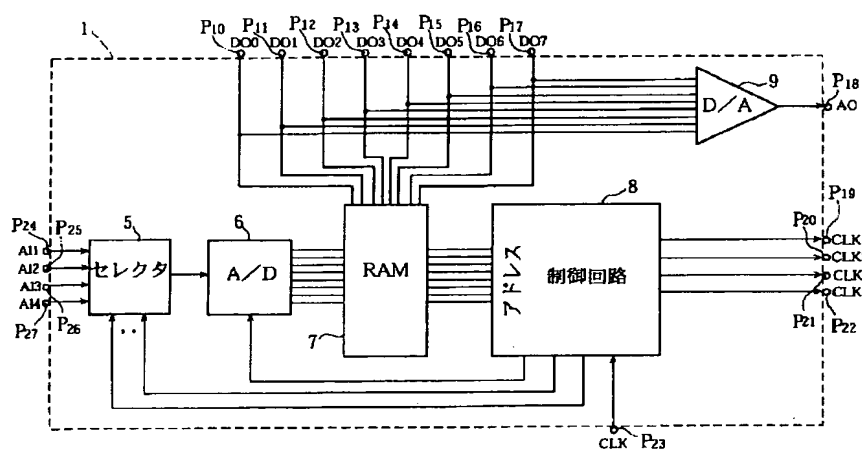 1
P10 P11 P12 P13 P14 P15 P16 P17
DO0 DO1 DO2 DO3 DO4 DO5 DO6 DO7
9
D/A
P18
AO
8
P19
P20
CLK
CLK
CLK
CLK
P21
P22
P24
P25
AI1
AI2
AI3
AI4
P26
P27
5
セレクタ
‥
6
A/D
RAM
7
アドレス
制御回路
CLK
P23